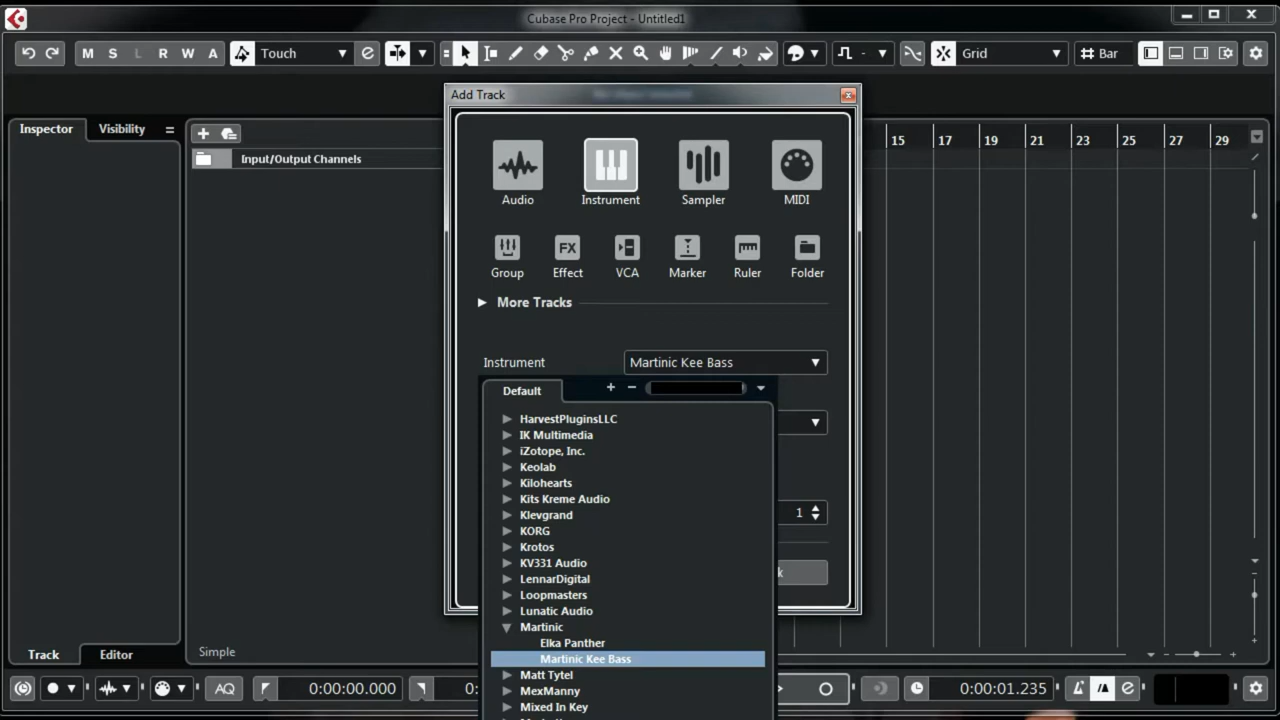 Cubase Pro Project - Untitled1
M S L R W A Touch Grid Bar
Add Track
Inspector Visibility
Input/Output Channels
15 17 19 21 23 25 27 29
Audio Instrument Sampler MIDI
FX
Group Effect VCA Marker Ruler Folder
More Tracks
Instrument Martinic Kee Bass
Default
HarvestPluginsLLC
IK Multimedia
iZotope, Inc.
Keolab
Kilohearts
Kits Kreme Audio
Klevgrand
1
KORG
Krotos
KV331 Audio
LennarDigital
Loopmasters
Lunatic Audio
Martinic
Elka Panther
Martinic Kee Bass
Matt Tytel
MexManny
Mixed In Key
Simple
Track Editor
AQ 0:00:00.000 0: 0:00:01.235